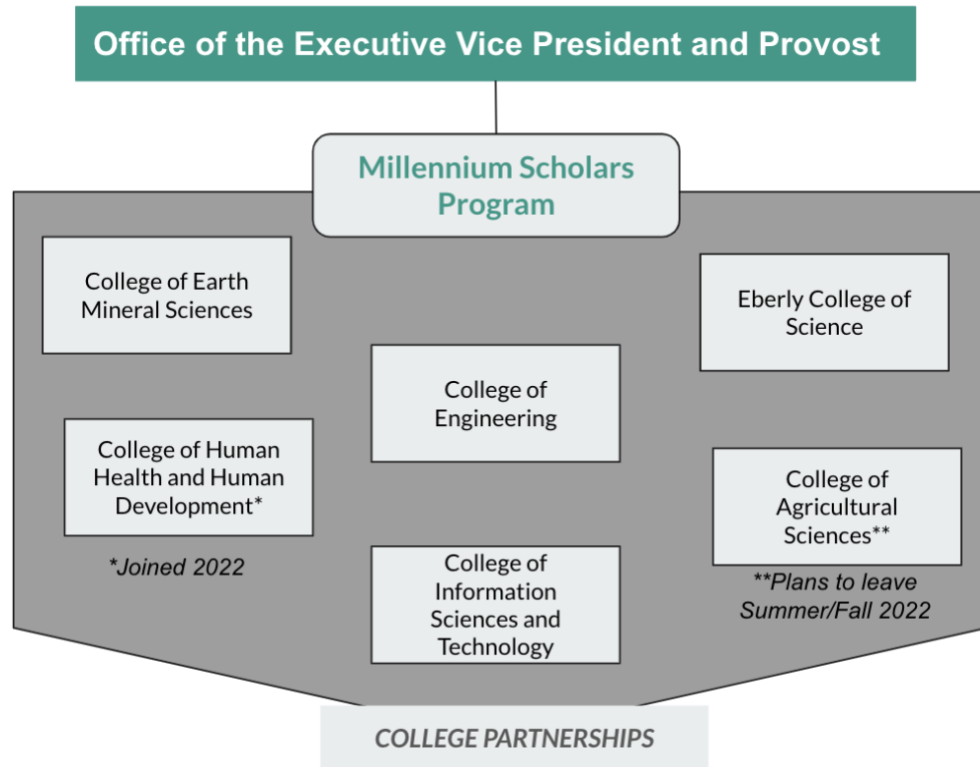 Office of the Executive Vice President and Provost
Millennium Scholars
Program
College of Earth
Mineral Sciences
Eberly College of
Science
College of
Engineering
College of Human
Health and Human
Development*
*Joined 2022
College of
Agricultural
Sciences**
**Plans to leave
Summer/Fall 2022
College of
Information
Sciences and
Technology
COLLEGE PARTNERSHIPS